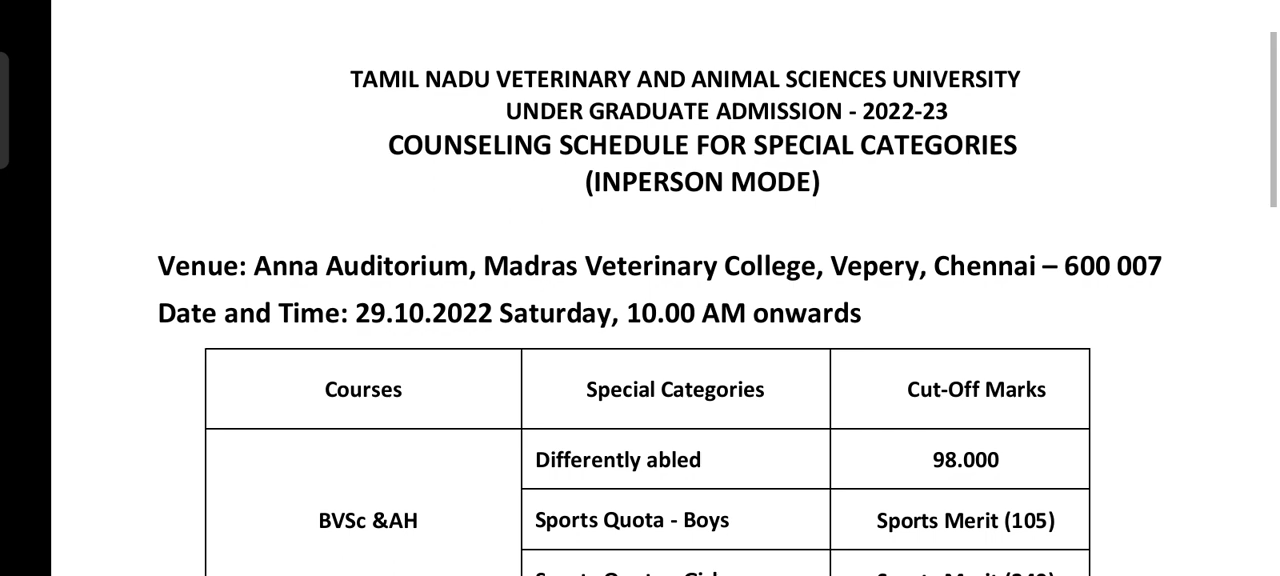 TAMIL NADU VETERINARY AND ANIMAL SCIENCES UNIVERSITY
UNDER GRADUATE ADMISSION - 2022-23
COUNSELING SCHEDULE FOR SPECIAL CATEGORIES
(INPERSON MODE)
Venue: Anna Auditorium, Madras Veterinary College, Vepery, Chennai – 600 007
Date and Time: 29.10.2022 Saturday, 10.00 AM onwards
Courses Special Categories Cut-Off Marks
Differently abled 98.000
BVSc &AH Sports Quota - Boys Sports Merit (105)